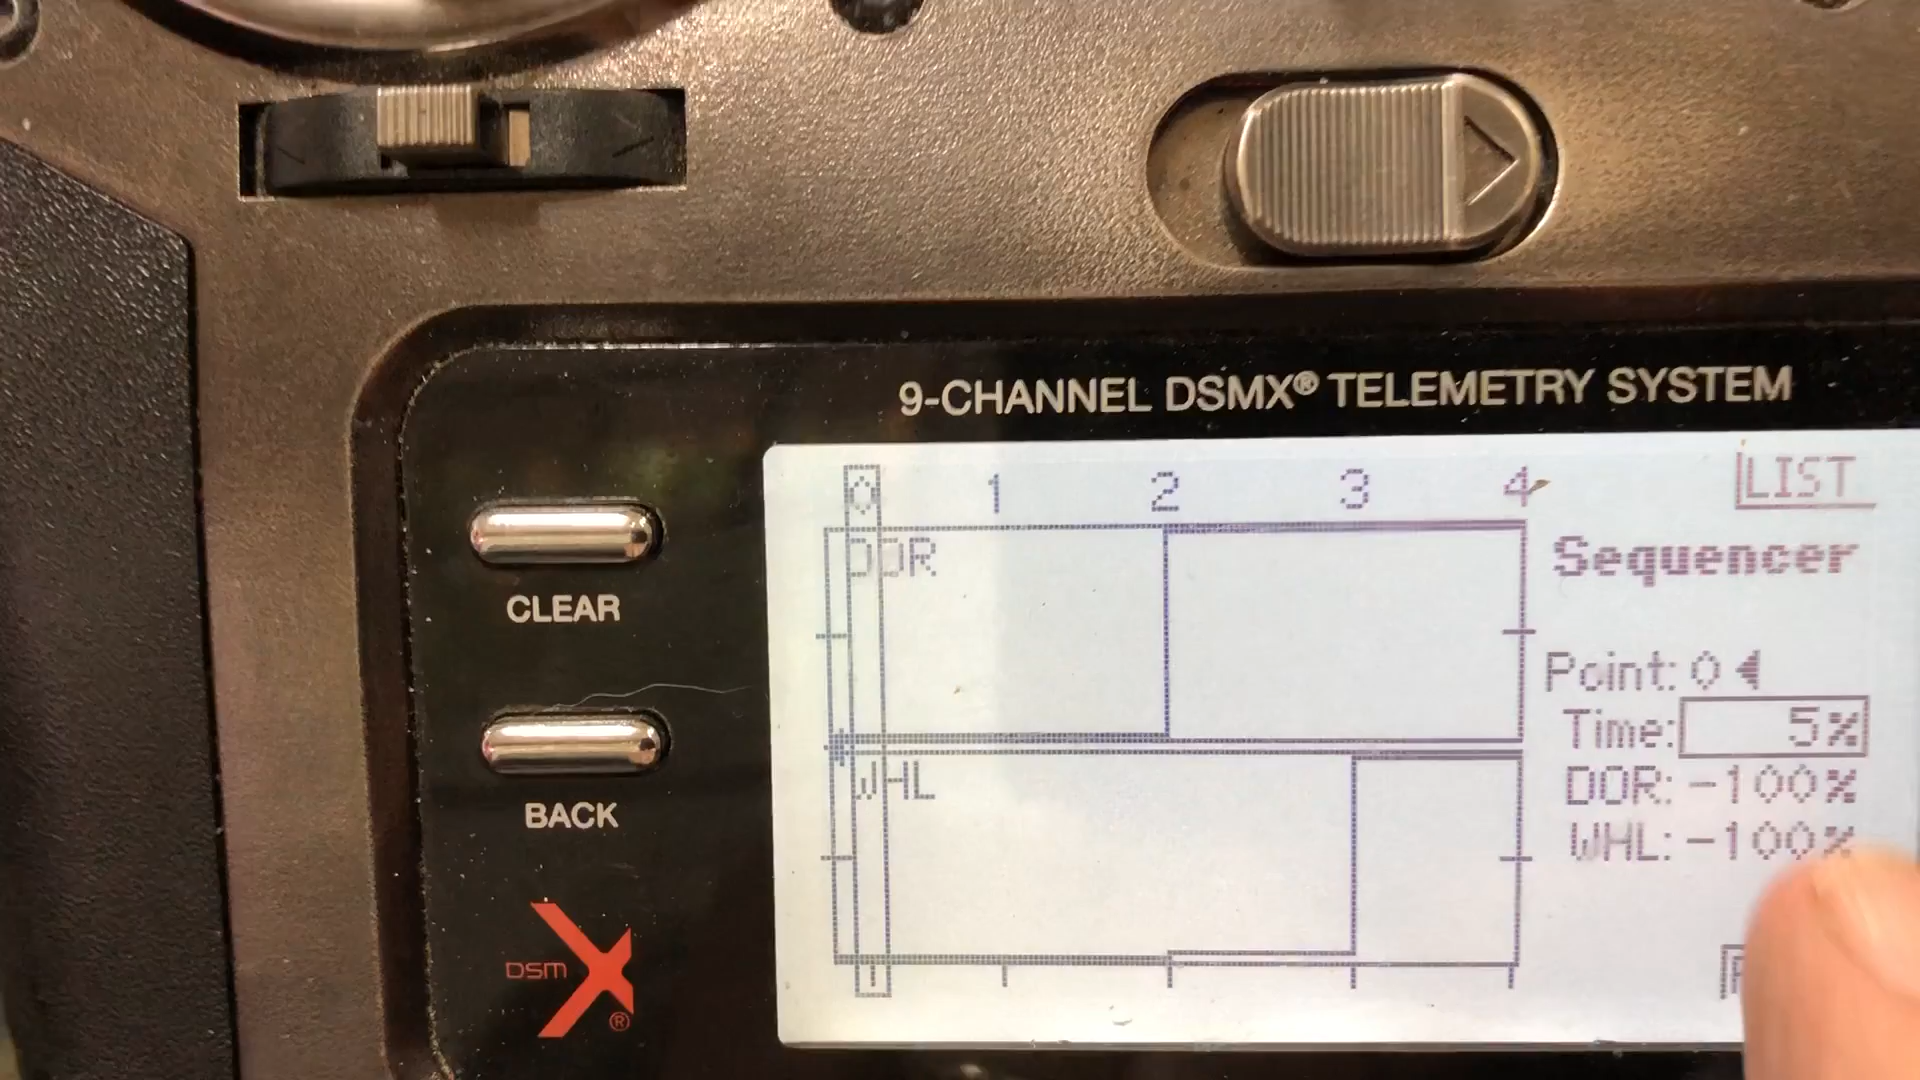 9-CHANNEL DSMX® TELEMETRY SYSTEM
0 1 2 3 4
LIST
DOR
Sequencer
Point: 0
Time: 5%
WHL
DOR: -100%
WHL: -100%
CLEAR
BACK
DSM X®